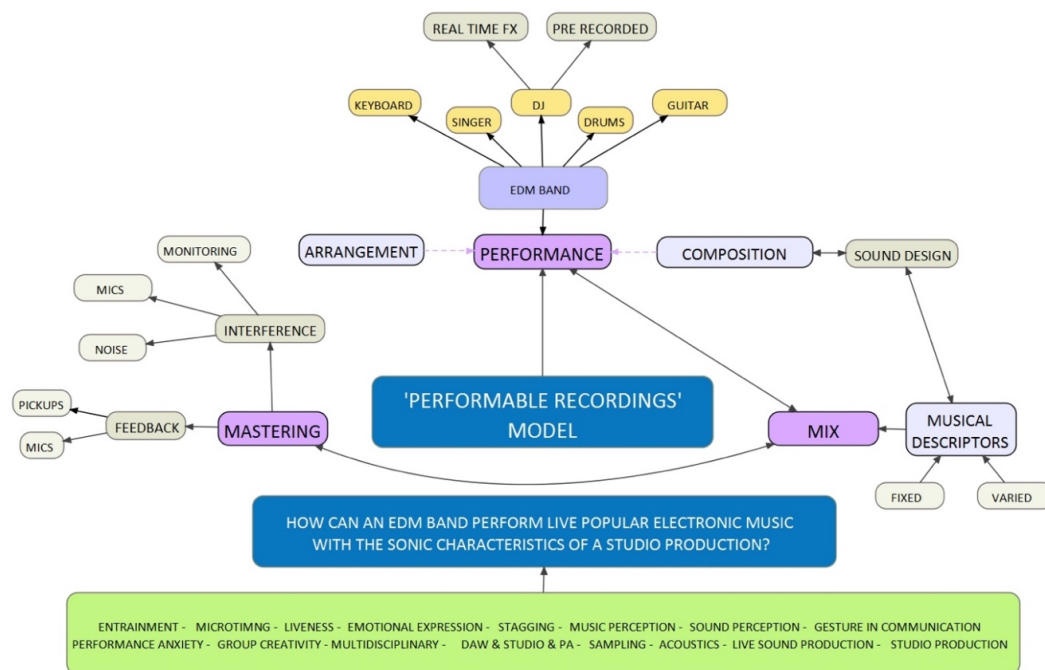 REAL TIME FX
PRE RECORDED
KEYBOARD
SINGER
DJ
DRUMS
GUITAR
EDM BAND
ARRANGEMENT
PERFORMANCE
COMPOSITION
SOUND DESIGN
MONITORING
MICS
INTERFERENCE
NOISE
PICKUPS
FEEDBACK
MICS
MASTERING
'PERFORMABLE RECORDINGS'
MODEL
MIX
MUSICAL
DESCRIPTORS
FIXED
VARIED
HOW CAN AN EDM BAND PERFORM LIVE POPULAR ELECTRONIC MUSIC
WITH THE SONIC CHARACTERISTICS OF A STUDIO PRODUCTION?
ENTRAINMENT - MICROTIMNG - LIVENESS - EMOTIONAL EXPRESSION - STAGGING - MUSIC PERCEPTION - SOUND PERCEPTION - GESTURE IN COMMUNICATION
PERFORMANCE ANXIETY - GROUP CREATIVITY - MULTIDISCIPLINARY - DAW & STUDIO & PA - SAMPLING - ACOUSTICS - LIVE SOUND PRODUCTION - STUDIO PRODUCTION